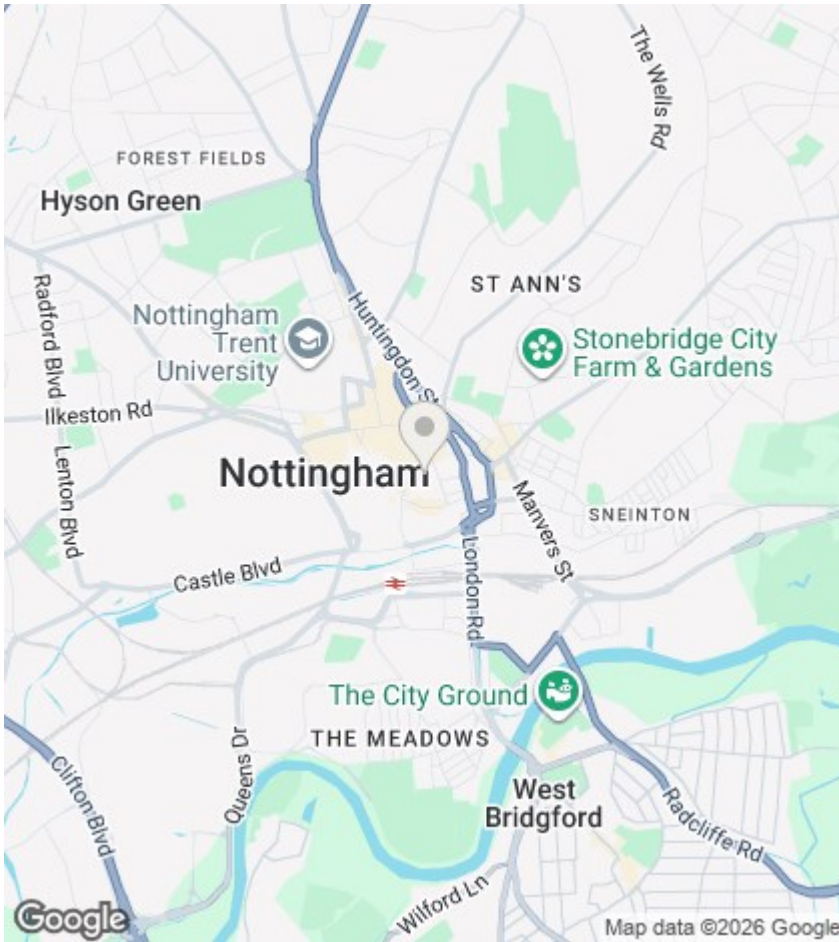 The Wells Rd
FOREST FIELDS
Hyson Green
Radford Blvd
ST ANN'S
Huntingdon St
Nottingham
Trent
University
Stonebridge City
Farm & Gardens
Ilkeston Rd
Lenton Blvd
Nottingham
Manvers St
SNEINTON
Castle Blvd
London Rd
The City Ground
THE MEADOWS
Queens Dr
Clifton Blvd
West
Bridgford
Radcliffe Rd
Wilford Ln
Google
Map data ©2026 Google